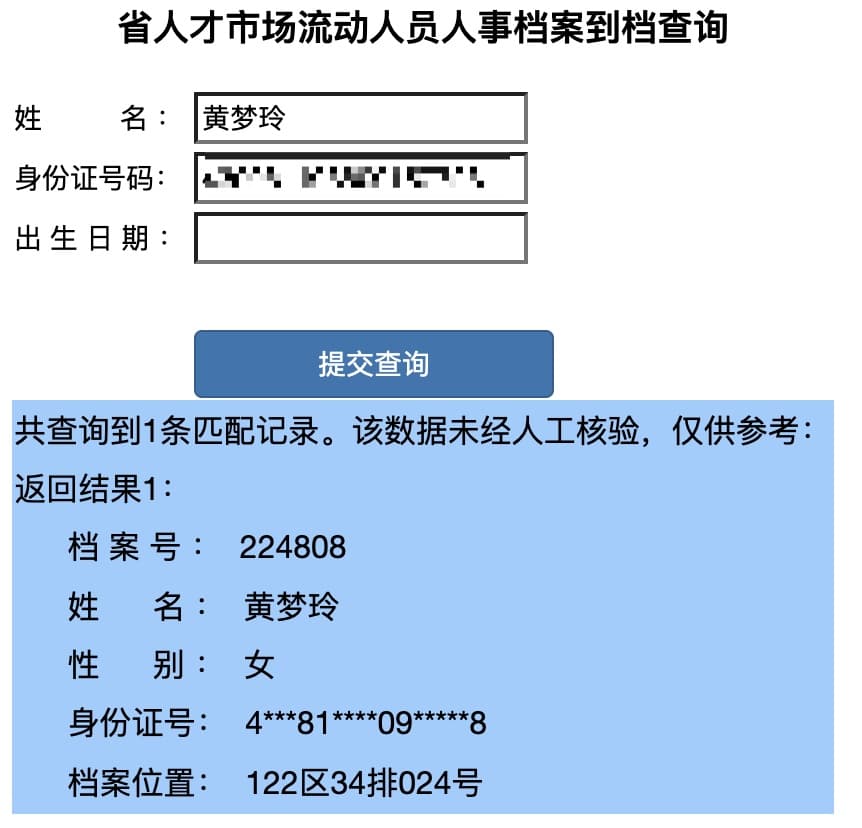 省人才市场流动人员人事档案到档查询
姓 名： 黄梦玲
身份证号码：
出生日期：
提交查询
共查询到1条匹配记录。该数据未经人工核验，仅供参考：
返回结果1：
档案号： 224808
姓 名： 黄梦玲
性 别： 女
身份证号： 4***81****09*****8
档案位置： 122区34排024号